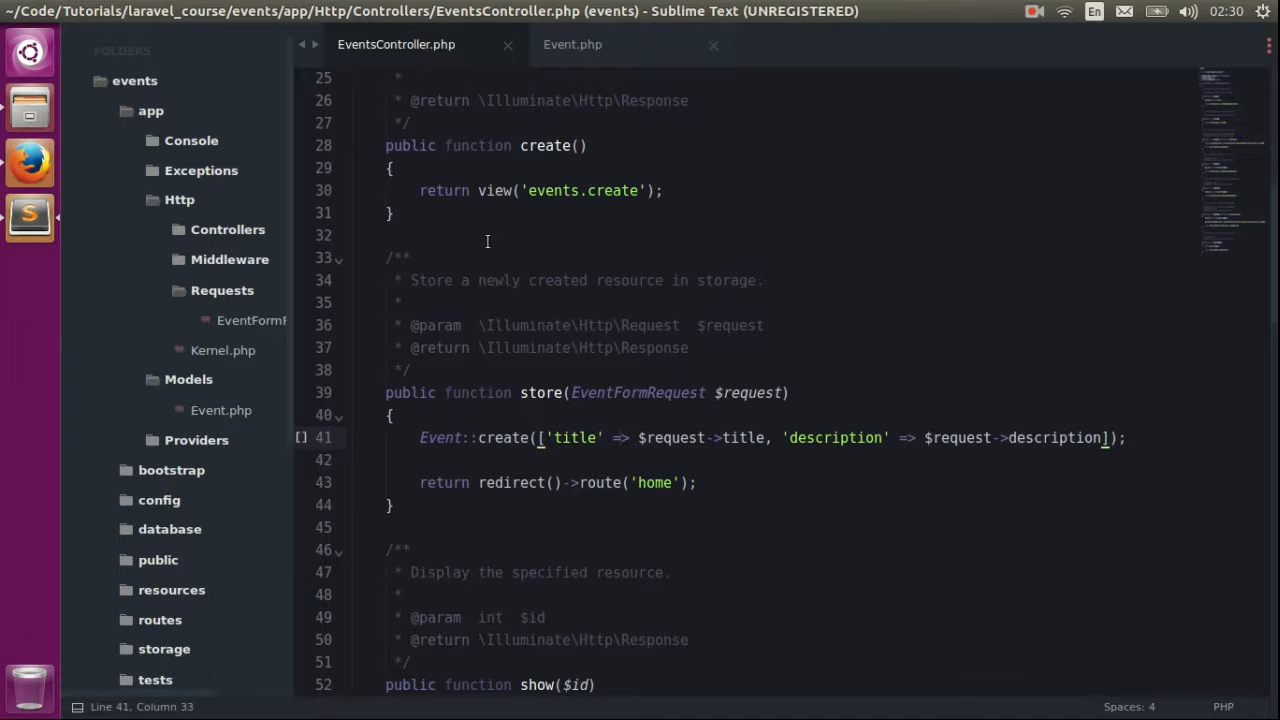 ~/Code/Tutorials/laravel_course/events/app/Http/Controllers/EventsController.php (events) - Sublime Text (UNREGISTERED)
En
02:30
FOLDERS
events
app
Console
Exceptions
Http
Controllers
Middleware
Requests
EventFormR
Kernel.php
Models
Event.php
Providers
bootstrap
config
database
public
resources
routes
storage
tests
EventsController.php
Event.php
25 *
26 * @return \Illuminate\Http\Response
27 */
28 public function create()
29 {
30 return view('events.create');
31 }
32
33 /**
34 * Store a newly created resource in storage.
35 *
36 * @param  \Illuminate\Http\Request  $request
37 * @return \Illuminate\Http\Response
38 */
39 public function store(EventFormRequest $request)
40 {
[] 41 Event::create(['title' => $request->title, 'description' => $request->description]);
42
43 return redirect()->route('home');
44 }
45
46 /**
47 * Display the specified resource.
48 *
49 * @param  int  $id
50 * @return \Illuminate\Http\Response
51 */
52 public function show($id)
Line 41, Column 33
Spaces: 4
PHP